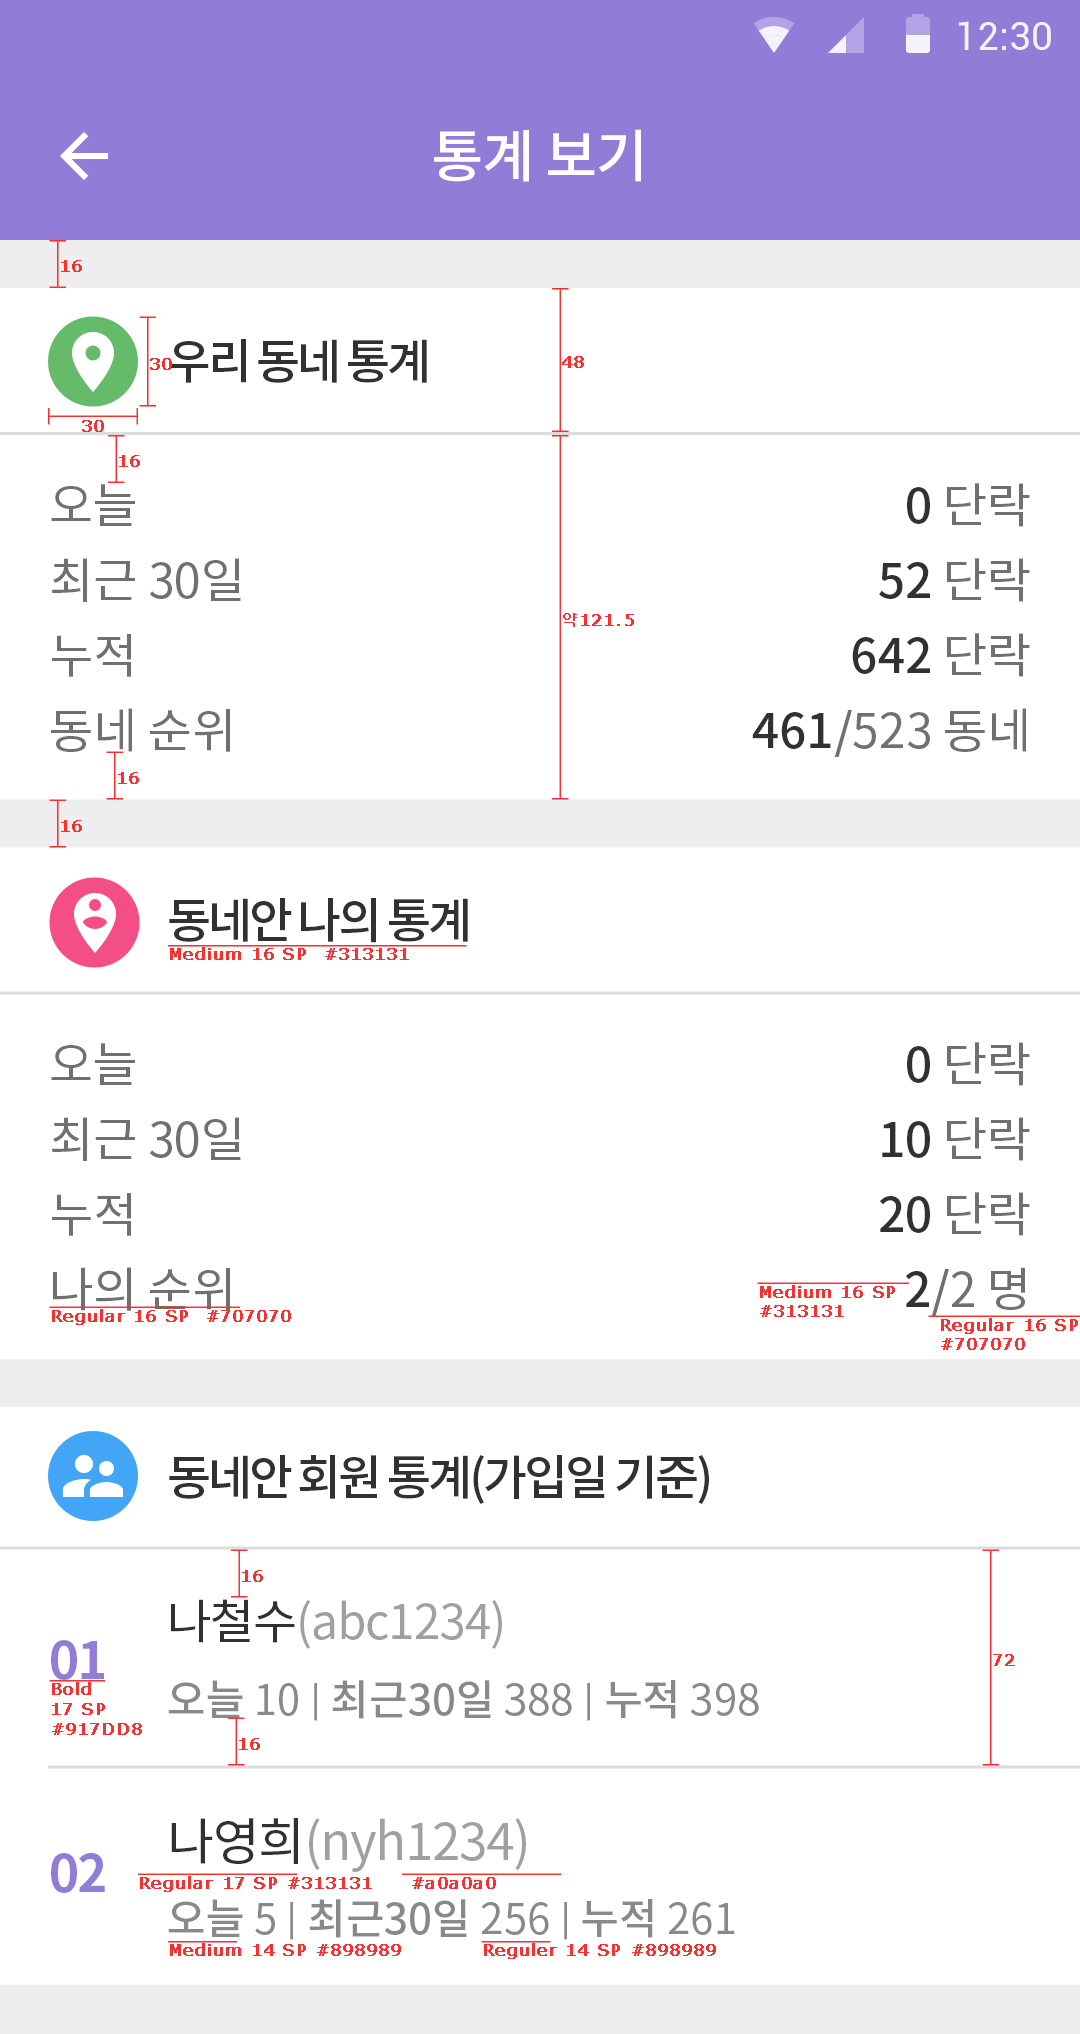 12:30
통계 보기
16
30 우리 동네 통계
48
30
16
오늘 0 단락
최근 30일 52 단락
약121.5
누적 642 단락
동네 순위 461/523 동네
16
16
동네안 나의 통계
Medium 16 SP #313131
오늘 0 단락
최근 30일 10 단락
누적 20 단락
나의 순위 2/2 명
Regular 16 SP #707070
Medium 16 SP
#313131
Regular 16 SP
#707070
동네안 회원 통계(가입일 기준)
16
나철수(abc1234)
01
72
Bold
17 SP
#917DD8
오늘 10 | 최근30일 388 | 누적 398
16
나영희(nyh1234)
02
Regular 17 SP #313131 #a0a0a0
오늘 5 | 최근30일 256 | 누적 261
Medium 14 SP #898989 Reguler 14 SP #898989